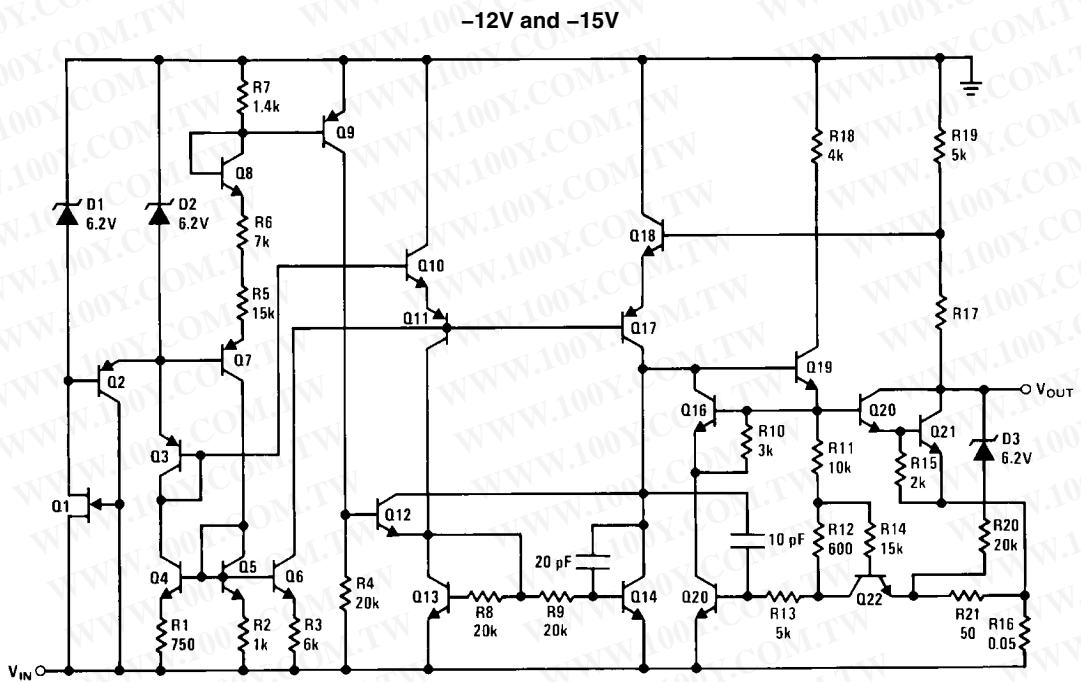 –12V and –15V
R7
1.4k
Q9
Q8
R18
4k
R19
5k
D1
6.2V
D2
6.2V
R6
7k
Q18
Q10
R5
15k
Q11
R17
Q7
Q17
Q2
Q19
VOUT
Q16
Q20
Q3
R10
3k
Q21
D3
6.2V
R11
10k
R15
2k
Q1
Q12
R20
20k
R12
600
R14
15k
10 pF
20 pF
Q4
Q5
Q6
R4
20k
Q13
R8
20k
R9
20k
Q14
Q20
R13
5k
Q22
R21
50
R16
0.05
R1
750
R2
1k
R3
6k
VIN
WWW.100Y.COM.TW